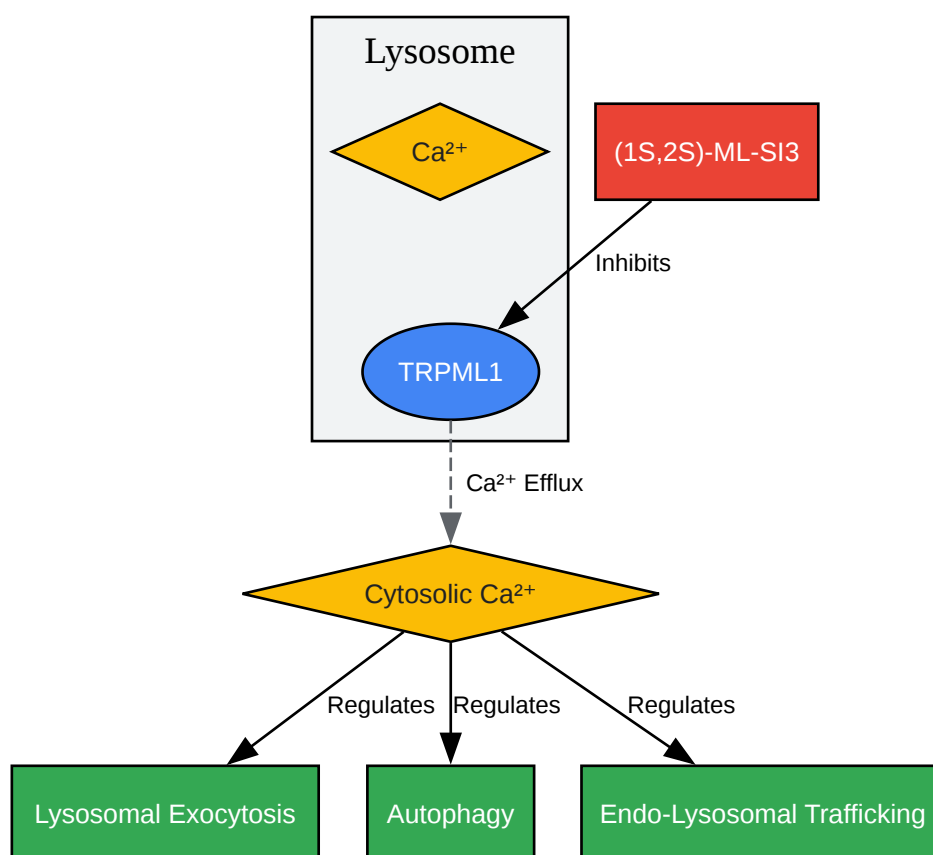 Lysosome
Ca²⁺
(1S,2S)-ML-SI3
Inhibits
TRPML1
Ca²⁺ Efflux
Cytosolic Ca²⁺
Regulates
Regulates
Regulates
Lysosomal Exocytosis
Autophagy
Endo-Lysosomal Trafficking